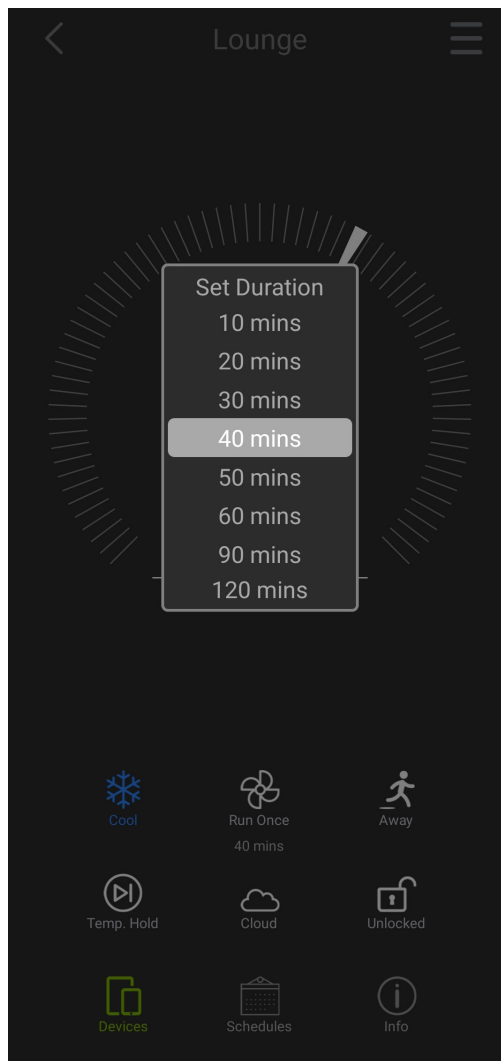 Lounge
Set Duration
10 mins
20 mins
30 mins
40 mins
50 mins
60 mins
90 mins
120 mins
Cool
Run Once
Away
40 mins
Temp. Hold
Cloud
Unlocked
Devices
Schedules
Info